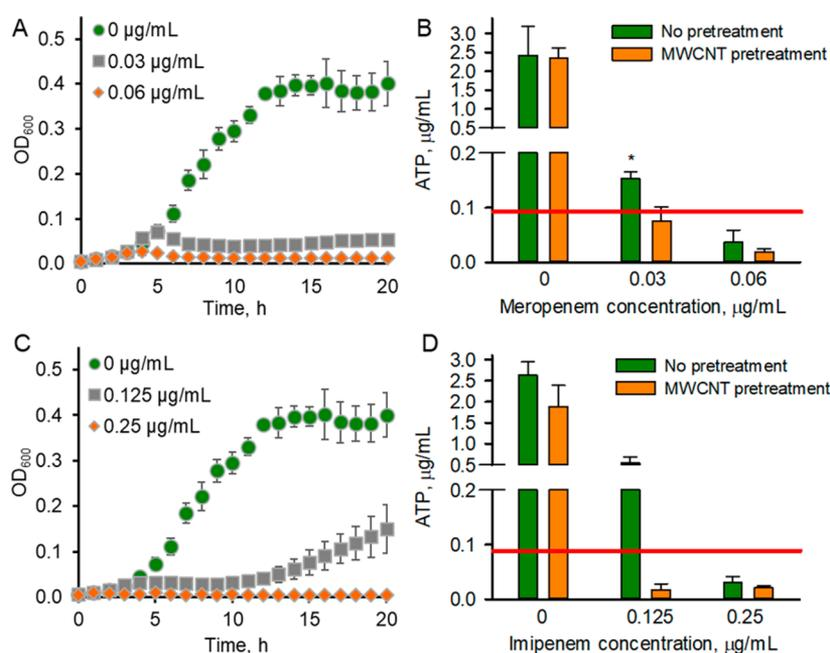 A
0 µg/mL
0.03 µg/mL
0.06 µg/mL
OD600
0.5
0.4
0.3
0.2
0.1
0.0
0 5 10 15 20
Time, h
B
No pretreatment
MWCNT pretreatment
ATP, µg/mL
3.0
2.5
2.0
1.5
1.0
0.5
0.2
*
0.1
0.0
0 0.03 0.06
Meropenem concentration, µg/mL
C
0 µg/mL
0.125 µg/mL
0.25 µg/mL
OD600
0.5
0.4
0.3
0.2
0.1
0.0
0 5 10 15 20
Time, h
D
No pretreatment
MWCNT pretreatment
ATP, µg/mL
3.0
2.5
2.0
1.5
1.0
0.5
0.2
0.1
0.0
0 0.125 0.25
Imipenem concentration, µg/mL